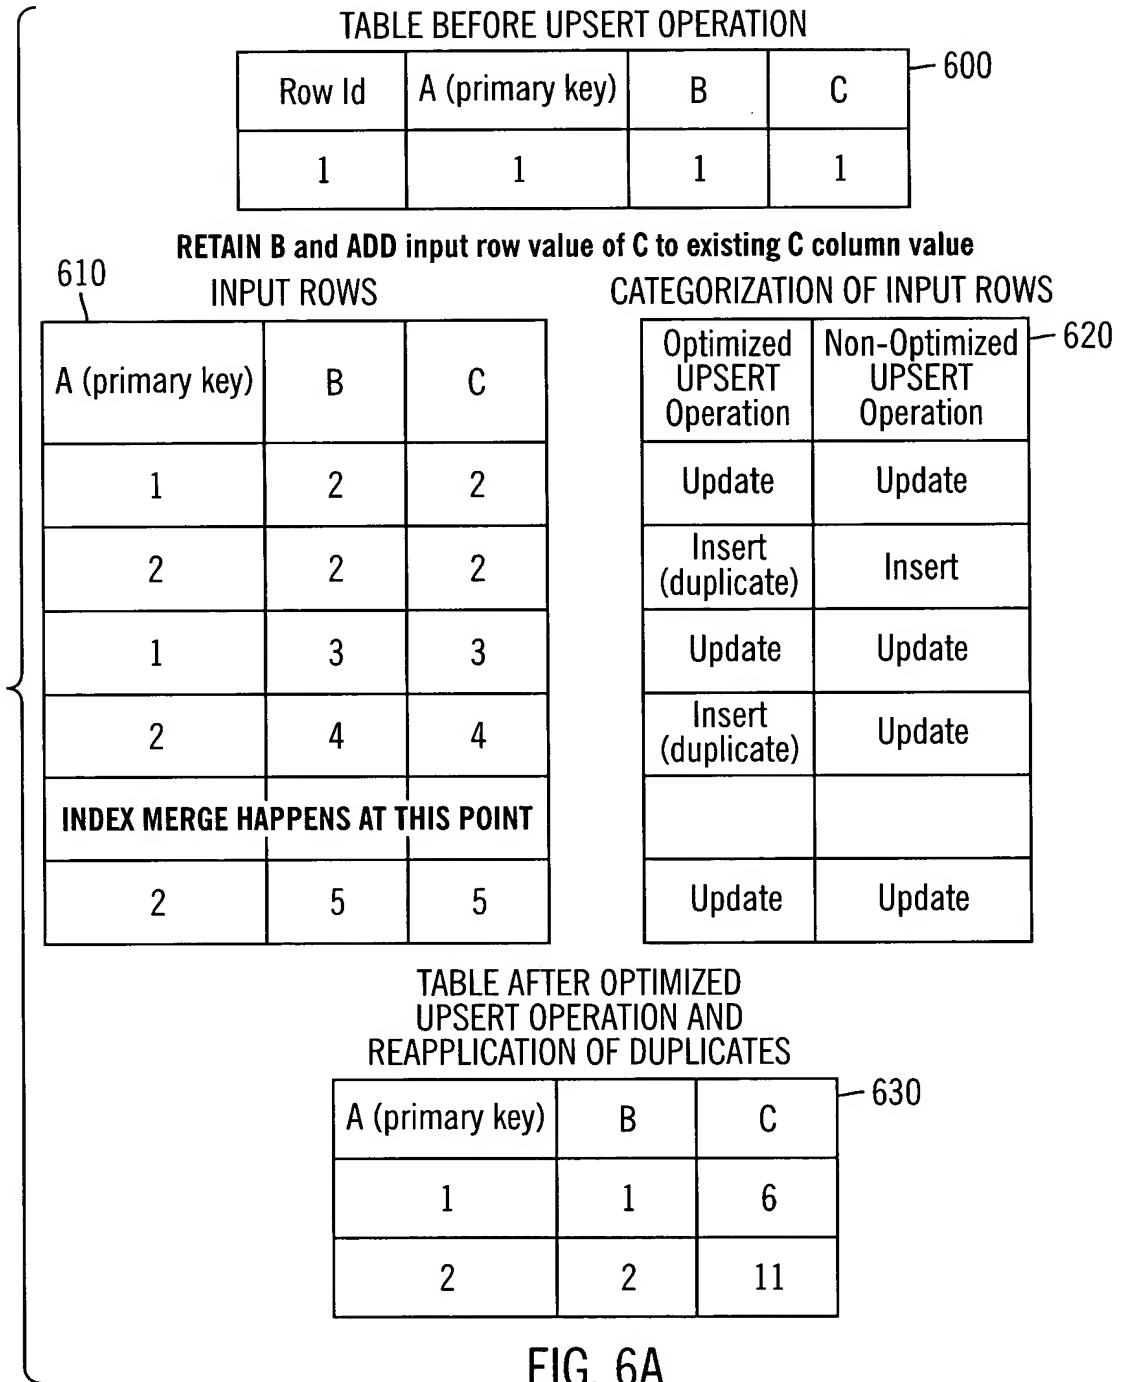 TABLE BEFORE UPSERT OPERATION
600
Row Id A (primary key) B C
1 1 1 1
RETAIN B and ADD input row value of C to existing C column value
610
INPUT ROWS
A (primary key) B C
1 2 2
2 2 2
1 3 3
2 4 4
INDEX MERGE HAPPENS AT THIS POINT
2 5 5
CATEGORIZATION OF INPUT ROWS
620
Optimized
UPSERT
Operation
Non-Optimized
UPSERT
Operation
Update Update
Insert
(duplicate)
Insert
Update Update
Insert
(duplicate)
Update
Update Update
TABLE AFTER OPTIMIZED
UPSERT OPERATION AND
REAPPLICATION OF DUPLICATES
630
A (primary key) B C
1 1 6
2 2 11
FIG. 6A